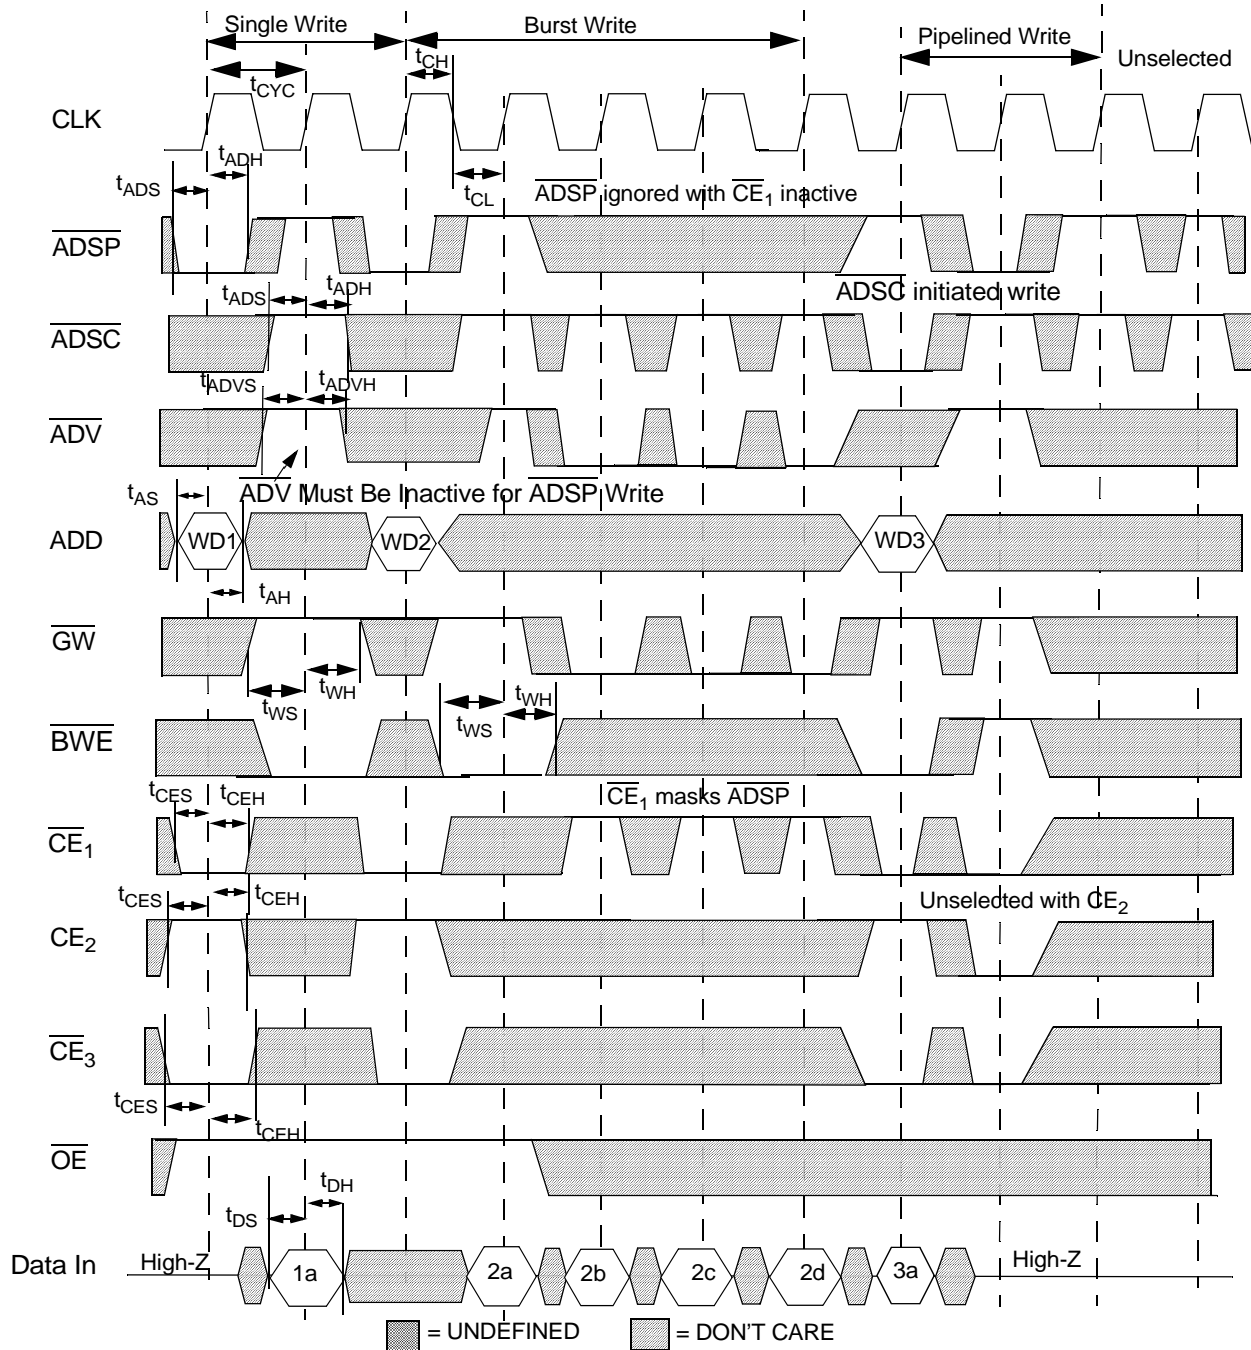 Single Write
Burst Write
Pipelined Write
Unselected
tCH
tCYC
CLK
tADH
tADS
tCL
ADSP ignored with CE1 inactive
ADSP
tADS
tADH
ADSC initiated write
ADSC
tADVS
tADVH
ADV
tAS
ADV Must Be Inactive for ADSP Write
ADD
WD1
WD2
WD3
tAH
GW
tWS
tWH
tWS
tWH
BWE
CE1 masks ADSP
tCES
tCEH
CE1
tCES
tCEH
Unselected with CE2
CE2
CE3
tCES
tCEH
OE
tDH
tDS
Data In
High-Z
1a
2a
2b
2c
2d
3a
High-Z
= UNDEFINED
= DON'T CARE